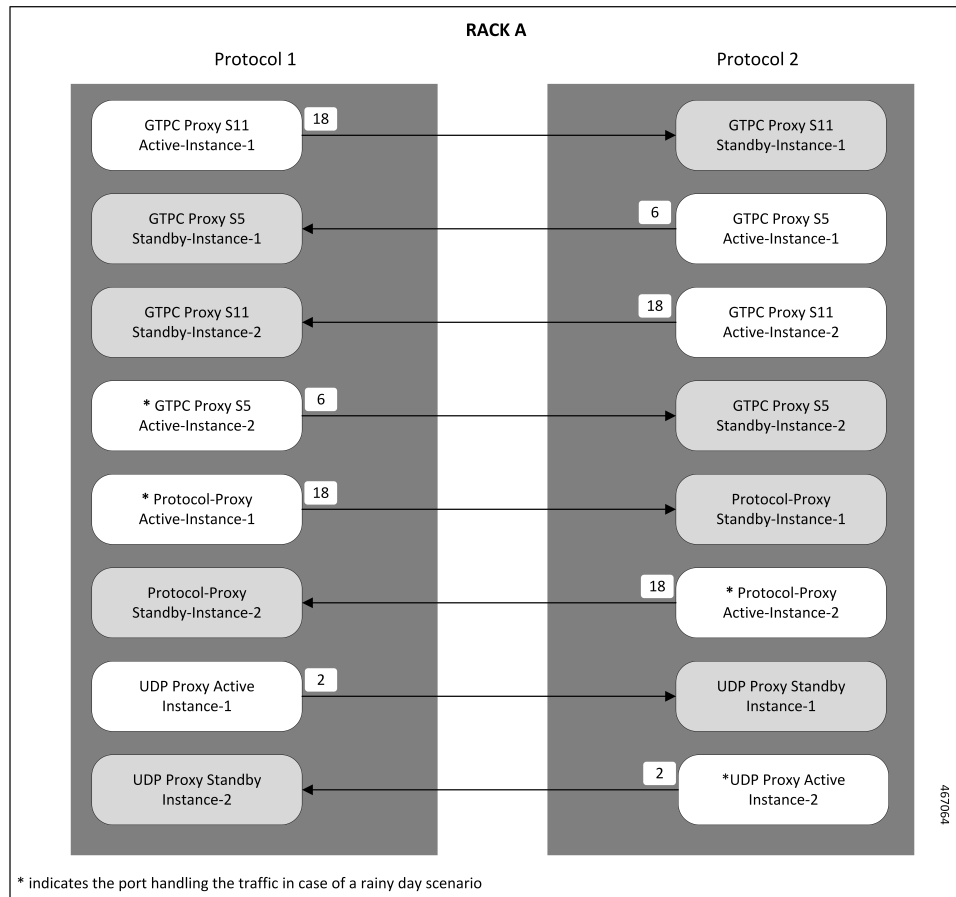 RACK A
Protocol 1
Protocol 2
GTPC Proxy S11
Active-Instance-1
18
GTPC Proxy S11
Standby-Instance-1
GTPC Proxy S5
Standby-Instance-1
6
GTPC Proxy S5
Active-Instance-1
GTPC Proxy S11
Standby-Instance-2
18
GTPC Proxy S11
Active-Instance-2
* GTPC Proxy S5
Active-Instance-2
6
GTPC Proxy S5
Standby-Instance-2
* Protocol-Proxy
Active-Instance-1
18
Protocol-Proxy
Standby-Instance-1
Protocol-Proxy
Standby-Instance-2
18
* Protocol-Proxy
Active-Instance-2
UDP Proxy Active
Instance-1
2
UDP Proxy Standby
Instance-1
UDP Proxy Standby
Instance-2
2
*UDP Proxy Active
Instance-2
467064
* indicates the port handling the traffic in case of a rainy day scenario